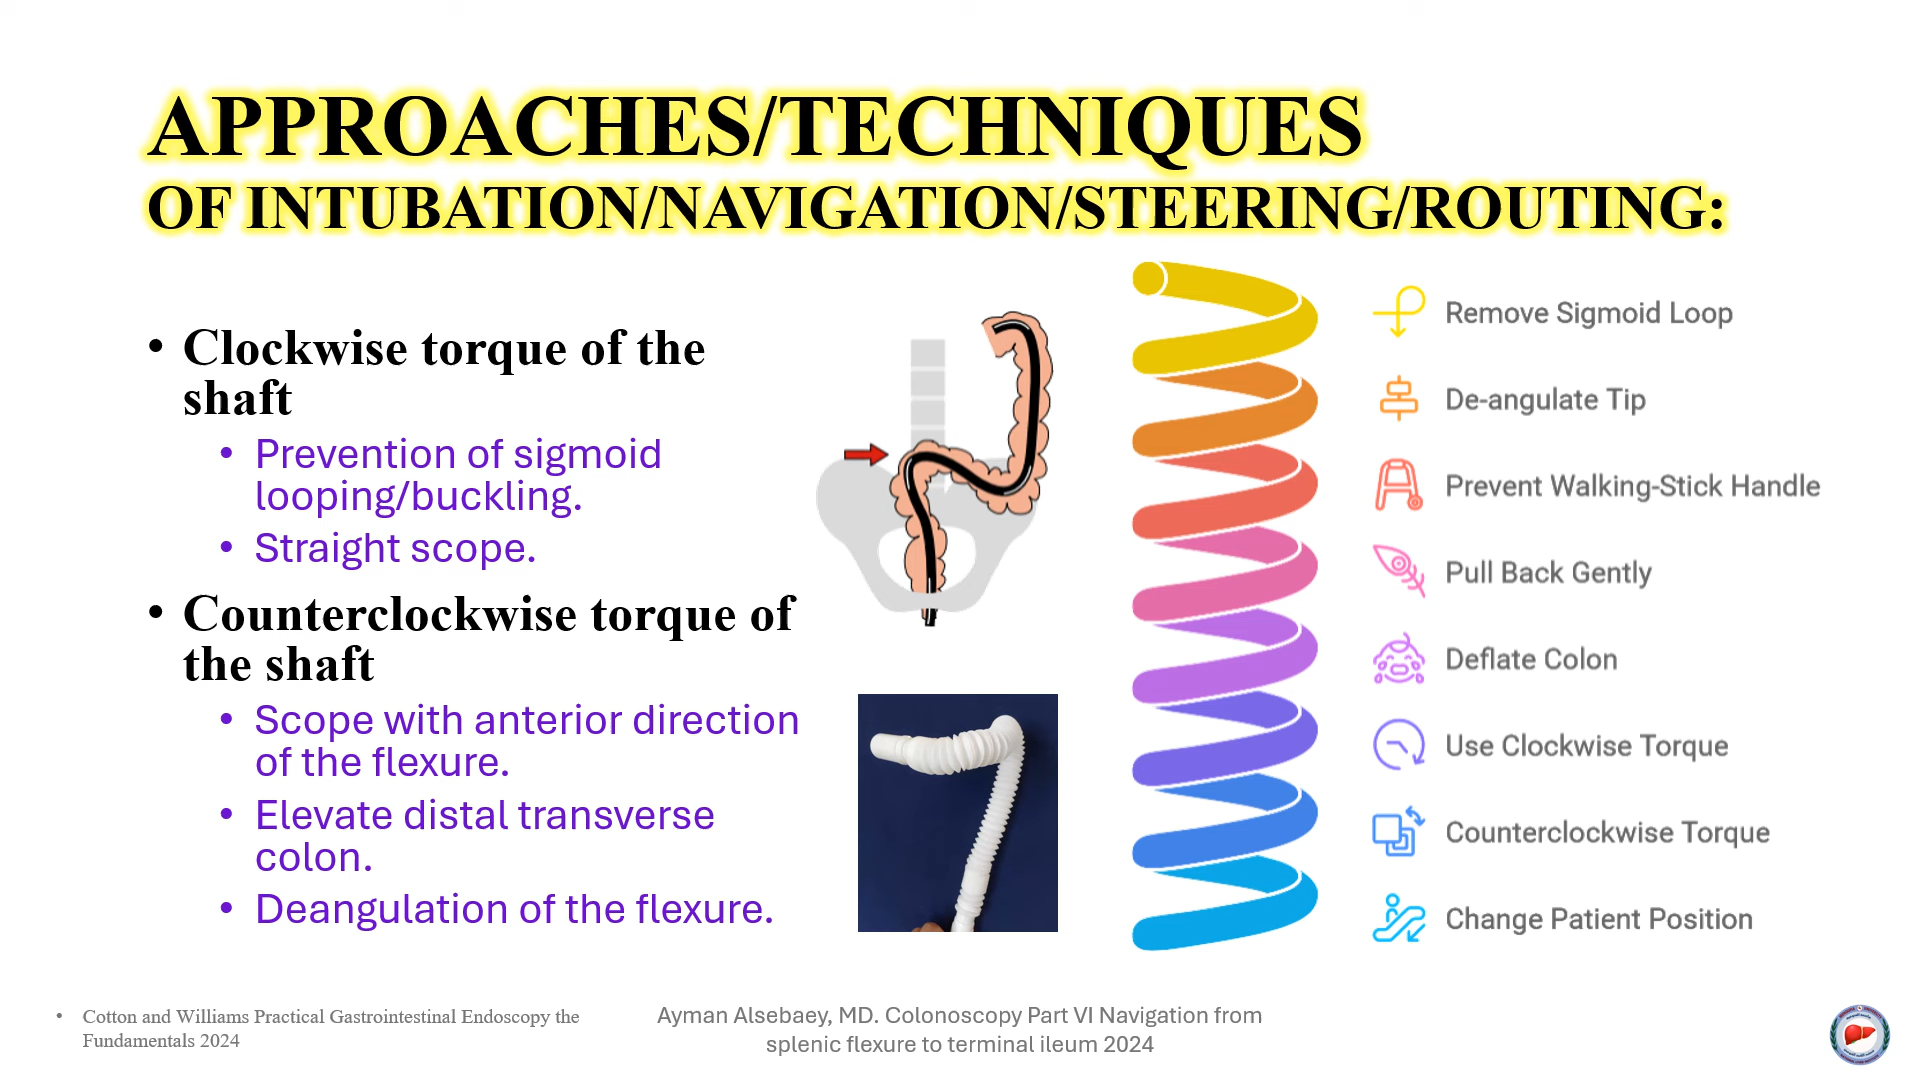 APPROACHES/TECHNIQUES
OF INTUBATION/NAVIGATION/STEERING/ROUTING:
• Clockwise torque of the
shaft
• Prevention of sigmoid
looping/buckling.
• Straight scope.
• Counterclockwise torque of
the shaft
• Scope with anterior direction
of the flexure.
• Elevate distal transverse
colon.
• Deangulation of the flexure.
Remove Sigmoid Loop
De-angulate Tip
Prevent Walking-Stick Handle
Pull Back Gently
Deflate Colon
Use Clockwise Torque
Counterclockwise Torque
Change Patient Position
• Cotton and Williams Practical Gastrointestinal Endoscopy the
Fundamentals 2024
Ayman Alsebaey, MD. Colonoscopy Part VI Navigation from
splenic flexure to terminal ileum 2024